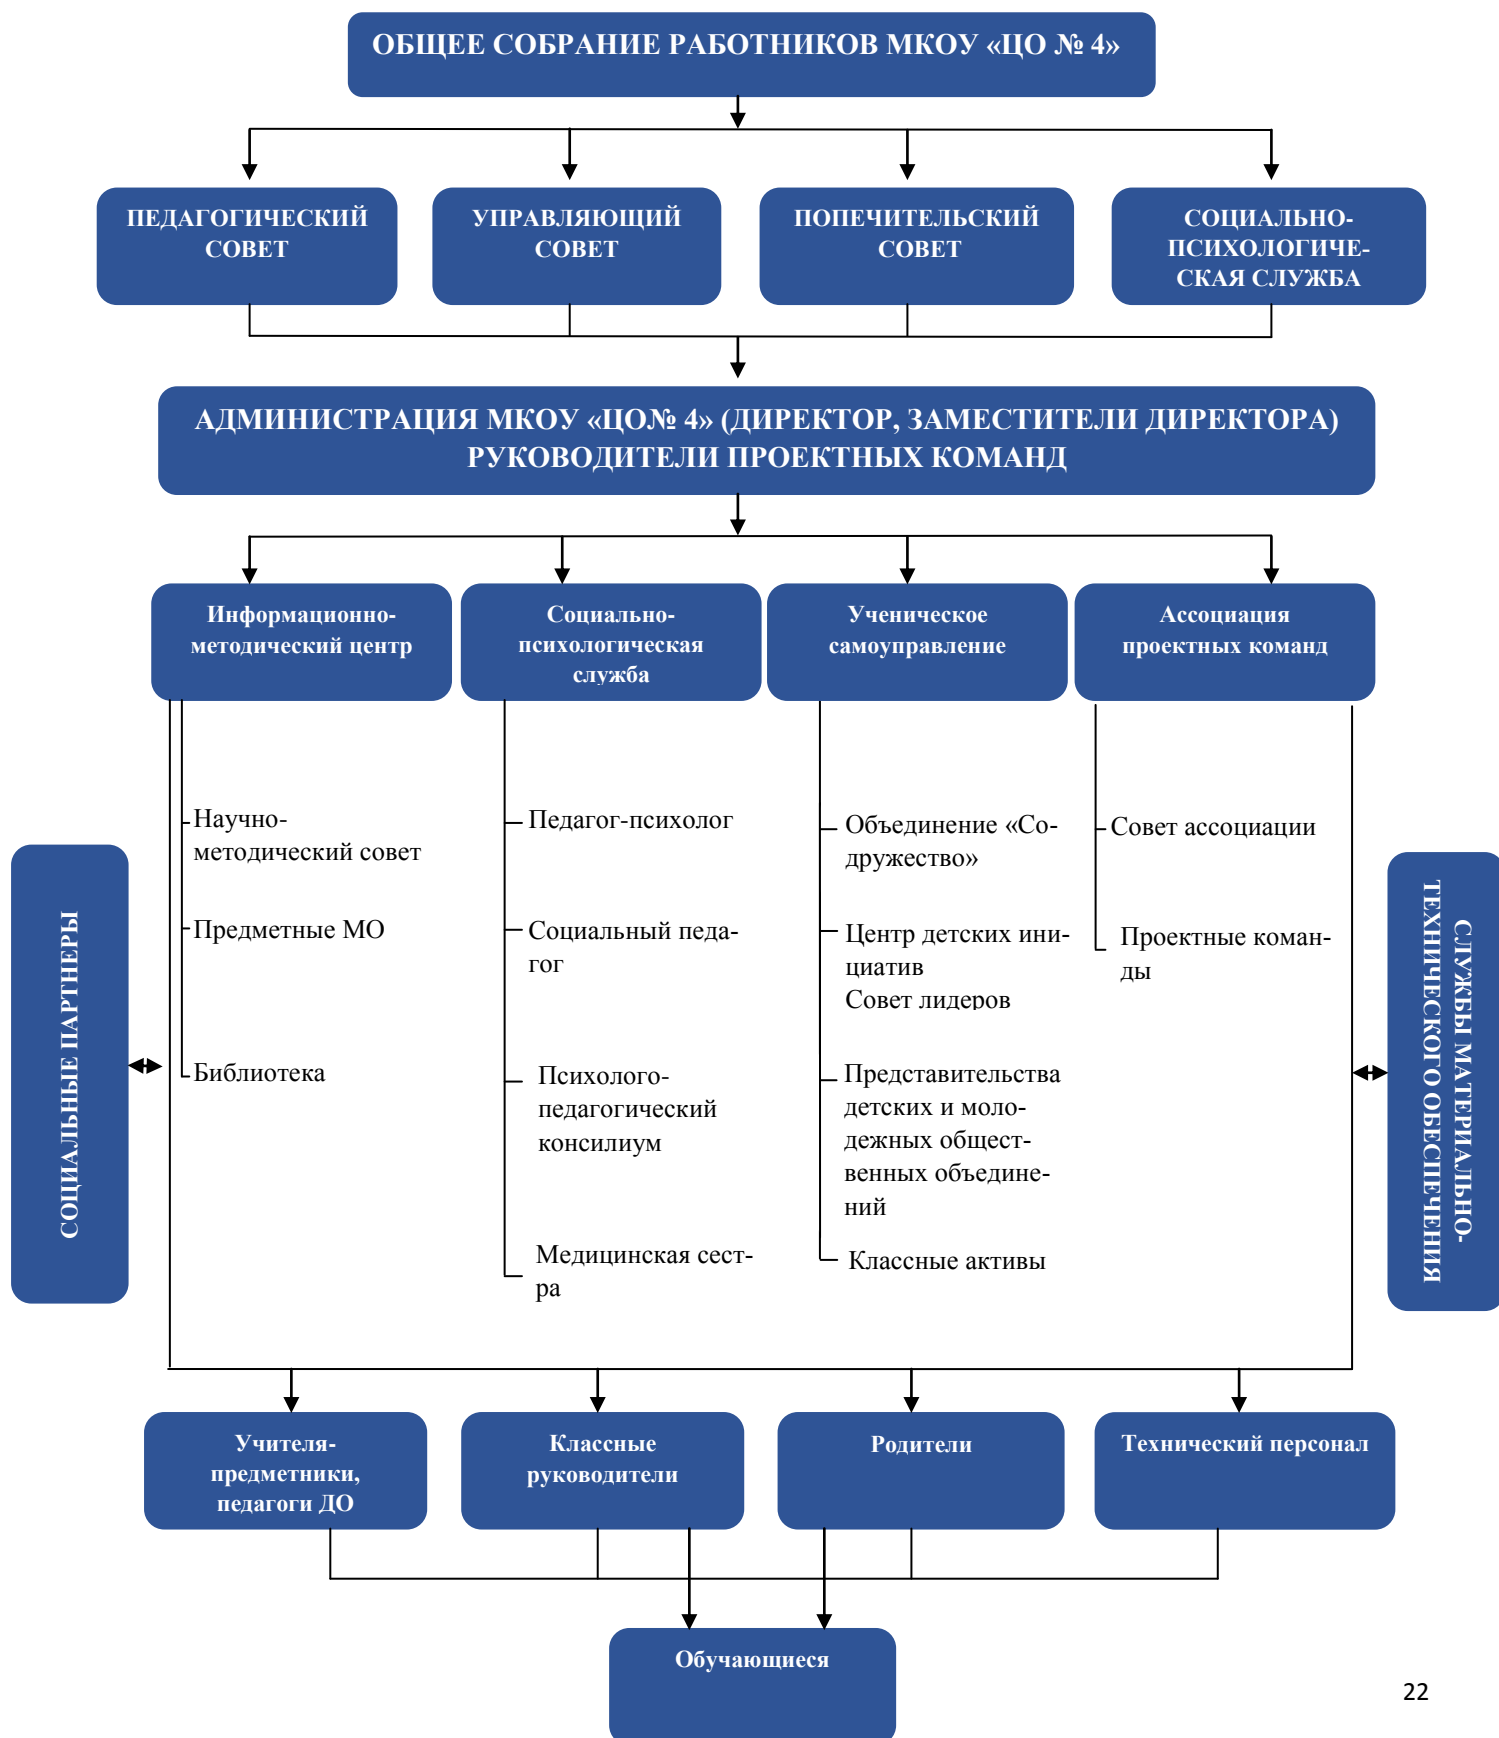 ОБЩЕЕ СОБРАНИЕ РАБОТНИКОВ МКОУ «ЦО № 4»
ПЕДАГОГИЧЕСКИЙ
СОВЕТ
УПРАВЛЯЮЩИЙ
СОВЕТ
ПОПЕЧИТЕЛЬСКИЙ
СОВЕТ
СОЦИАЛЬНО-
ПСИХОЛОГИЧЕ-
СКАЯ СЛУЖБА
АДМИНИСТРАЦИЯ МКОУ «ЦО№ 4» (ДИРЕКТОР, ЗАМЕСТИТЕЛИ ДИРЕКТОРА)
РУКОВОДИТЕЛИ ПРОЕКТНЫХ КОМАНД
Информационно-
методический центр
Социально-
психологическая
служба
Ученическое
самоуправление
Ассоциация
проектных команд
СОЦИАЛЬНЫЕ ПАРТНЕРЫ
Научно-
методический совет
Предметные МО
Библиотека
Педагог-психолог
Социальный педа-
гог
Психолого-
педагогический
консилиум
Медицинская сест-
ра
Объединение «Со-
дружество»
Центр детских ини-
циатив
Совет лидеров
Представительства
детских и моло-
дежных общест-
венных объедине-
ний
Классные активы
Совет ассоциации
Проектные коман-
ды
СЛУЖБЫ МАТЕРИАЛЬНО-
ТЕХНИЧЕСКОГО ОБЕСПЕЧЕНИЯ
Учителя-
предметники,
педагоги ДО
Классные
руководители
Родители
Технический персонал
Обучающиеся
22